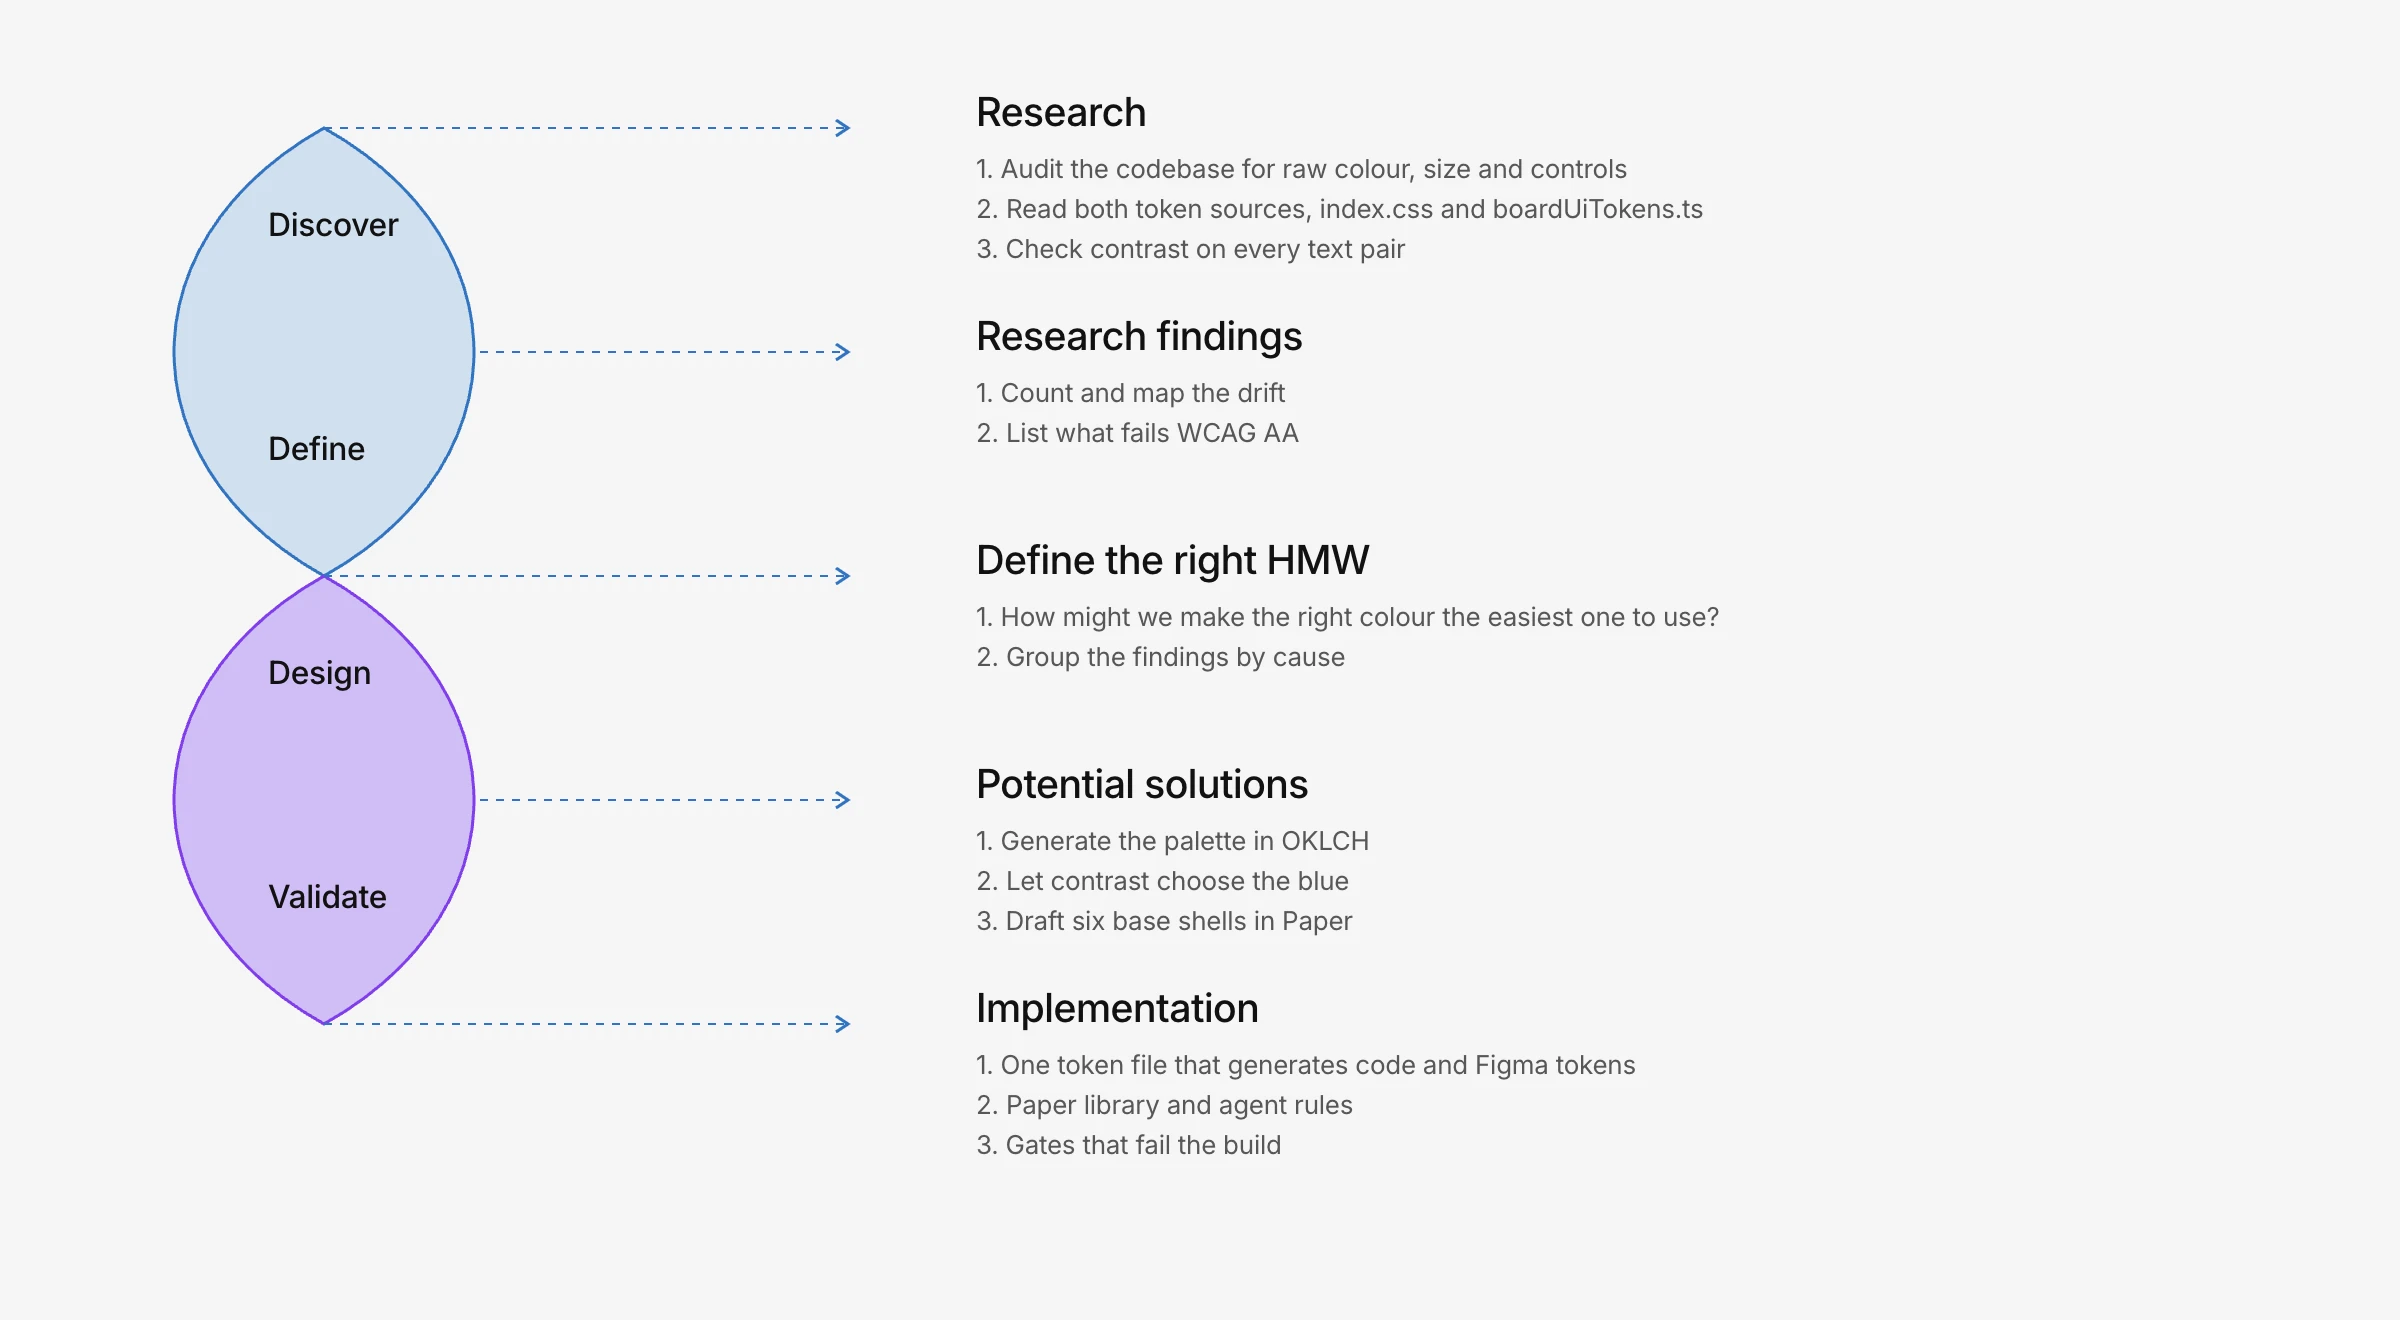 Discover
Define
Design
Validate
Research
1. Audit the codebase for raw colour, size and controls
2. Read both token sources, index.css and boardUiTokens.ts
3. Check contrast on every text pair
Research findings
1. Count and map the drift
2. List what fails WCAG AA
Define the right HMW
1. How might we make the right colour the easiest one to use?
2. Group the findings by cause
Potential solutions
1. Generate the palette in OKLCH
2. Let contrast choose the blue
3. Draft six base shells in Paper
Implementation
1. One token file that generates code and Figma tokens
2. Paper library and agent rules
3. Gates that fail the build